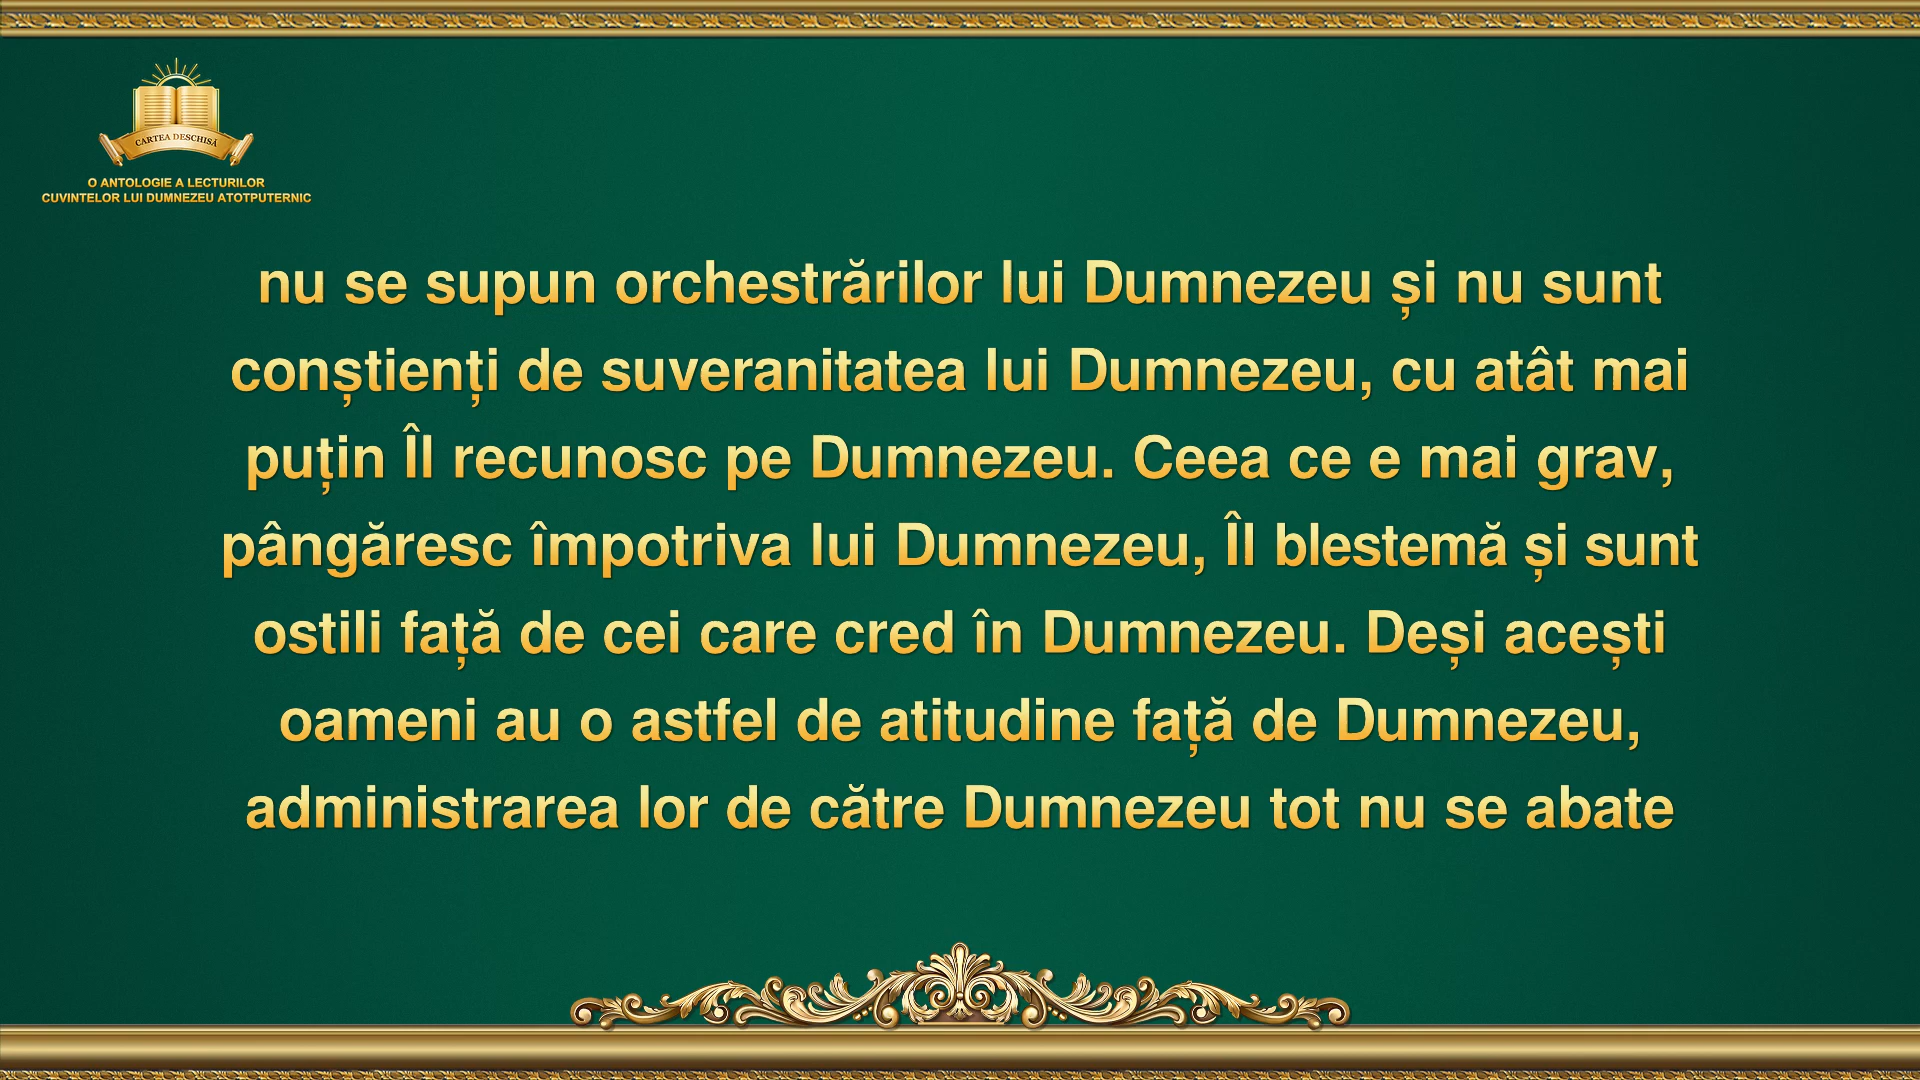 CARTEA DESCHISĂ
O ANTOLOGIE A LECTURILOR
CUVINTELOR LUI DUMNEZEU ATOTPUTERNIC
nu se supun orchestrărilor lui Dumnezeu și nu sunt
conștienți de suveranitatea lui Dumnezeu, cu atât mai
puțin Îl recunosc pe Dumnezeu. Ceea ce e mai grav,
pângăresc împotriva lui Dumnezeu, Îl blestemă și sunt
ostili față de cei care cred în Dumnezeu. Deși acești
oameni au o astfel de atitudine față de Dumnezeu,
administrarea lor de către Dumnezeu tot nu se abate